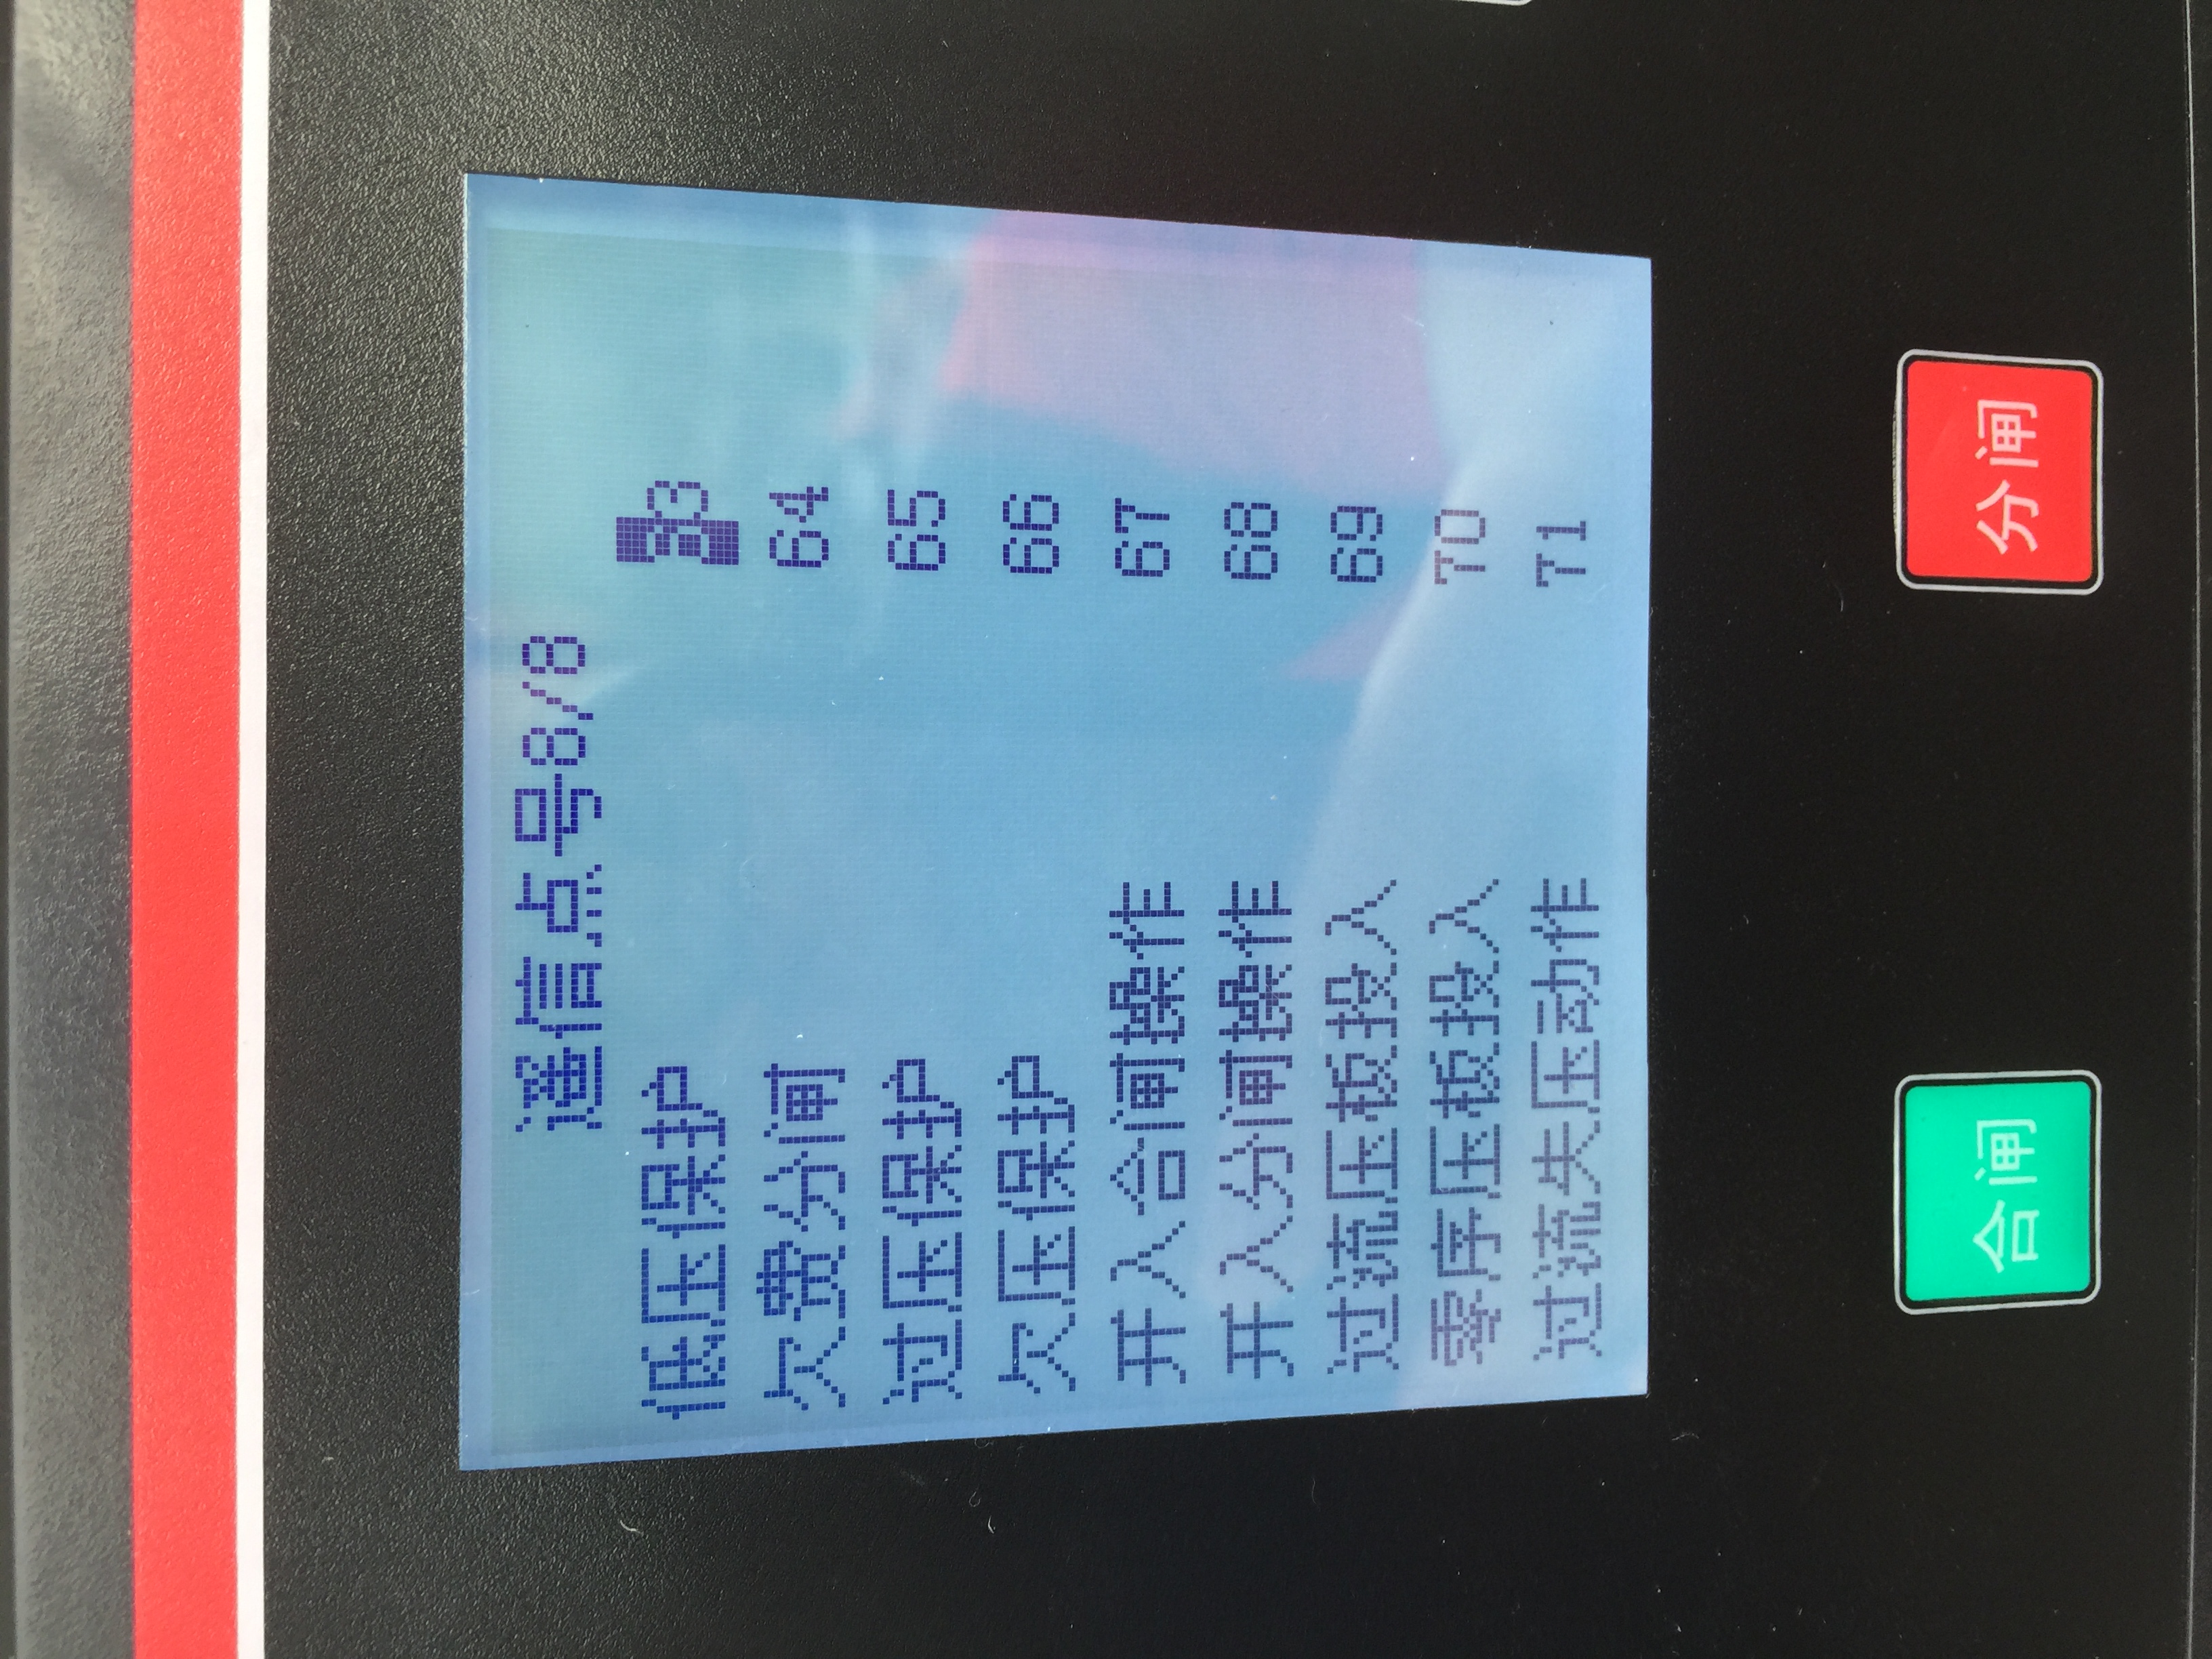 遥信点号8/8
低压保护 63
欠费分闸 64
过压保护 65
欠压保护 66
开入合闸操作 67
开入分闸操作 68
过流压板投入 69
零序压板投入 70
过流失压动作 71
合闸 分闸